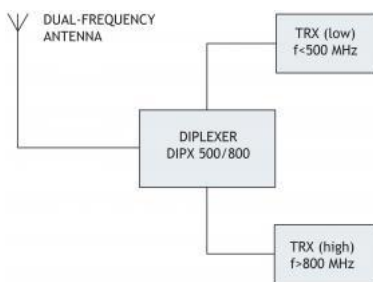 DUAL-FREQUENCY
ANTENNA
TRX (low)
f<500 MHz
DIPLEXER
DIPX 500/800
TRX (high)
f>800 MHz